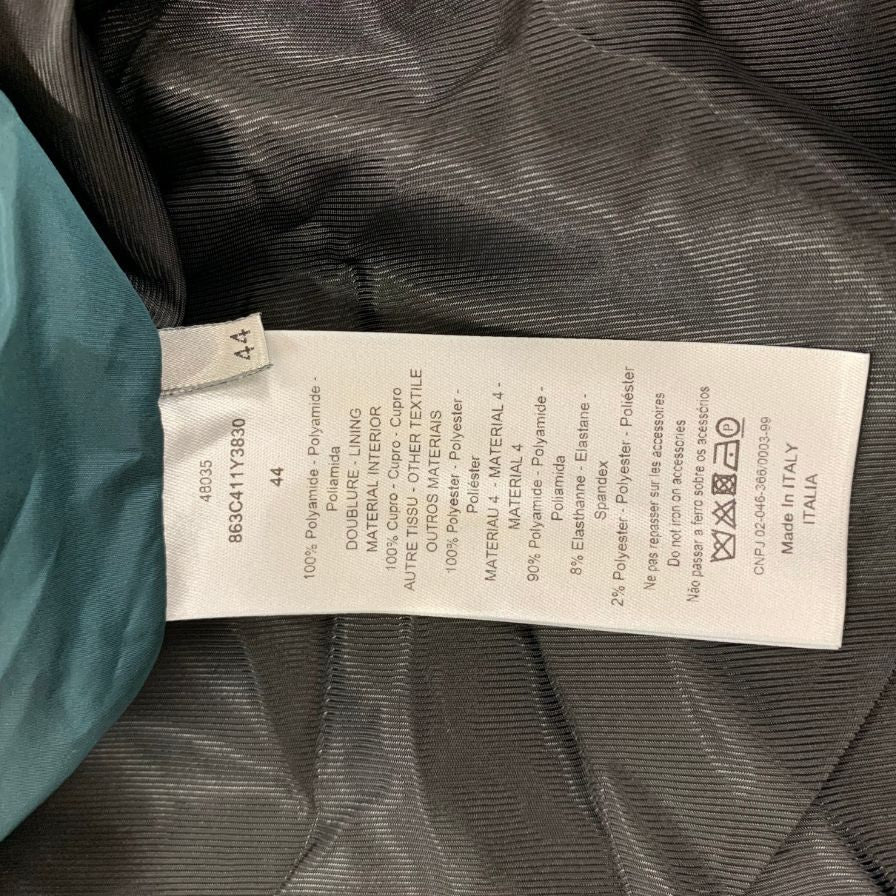 44
48035
863C411Y3830
44
100% Polyamide - Polyamide -
Poliamida
DOUBLURE - LINING
MATERIAL INTERIOR
100% Cupro - Cupro - Cupro
AUTRE TISSU - OTHER TEXTILE
OUTROS MATERIAIS
100% Polyester - Polyester -
Poliéster
MATERIAU 4 - MATERIAL 4 -
MATERIAL 4
90% Polyamide - Polyamide -
Poliamida
8% Elasthanne - Elastane -
Spandex
2% Polyester - Polyester - Poliéster
Ne pas repasser sur les accessoires
Do not iron on accessories
Não passar a ferro sobre os acessórios
P
CNPJ 02-046-366/0003-99
Made In ITALY
ITALIA